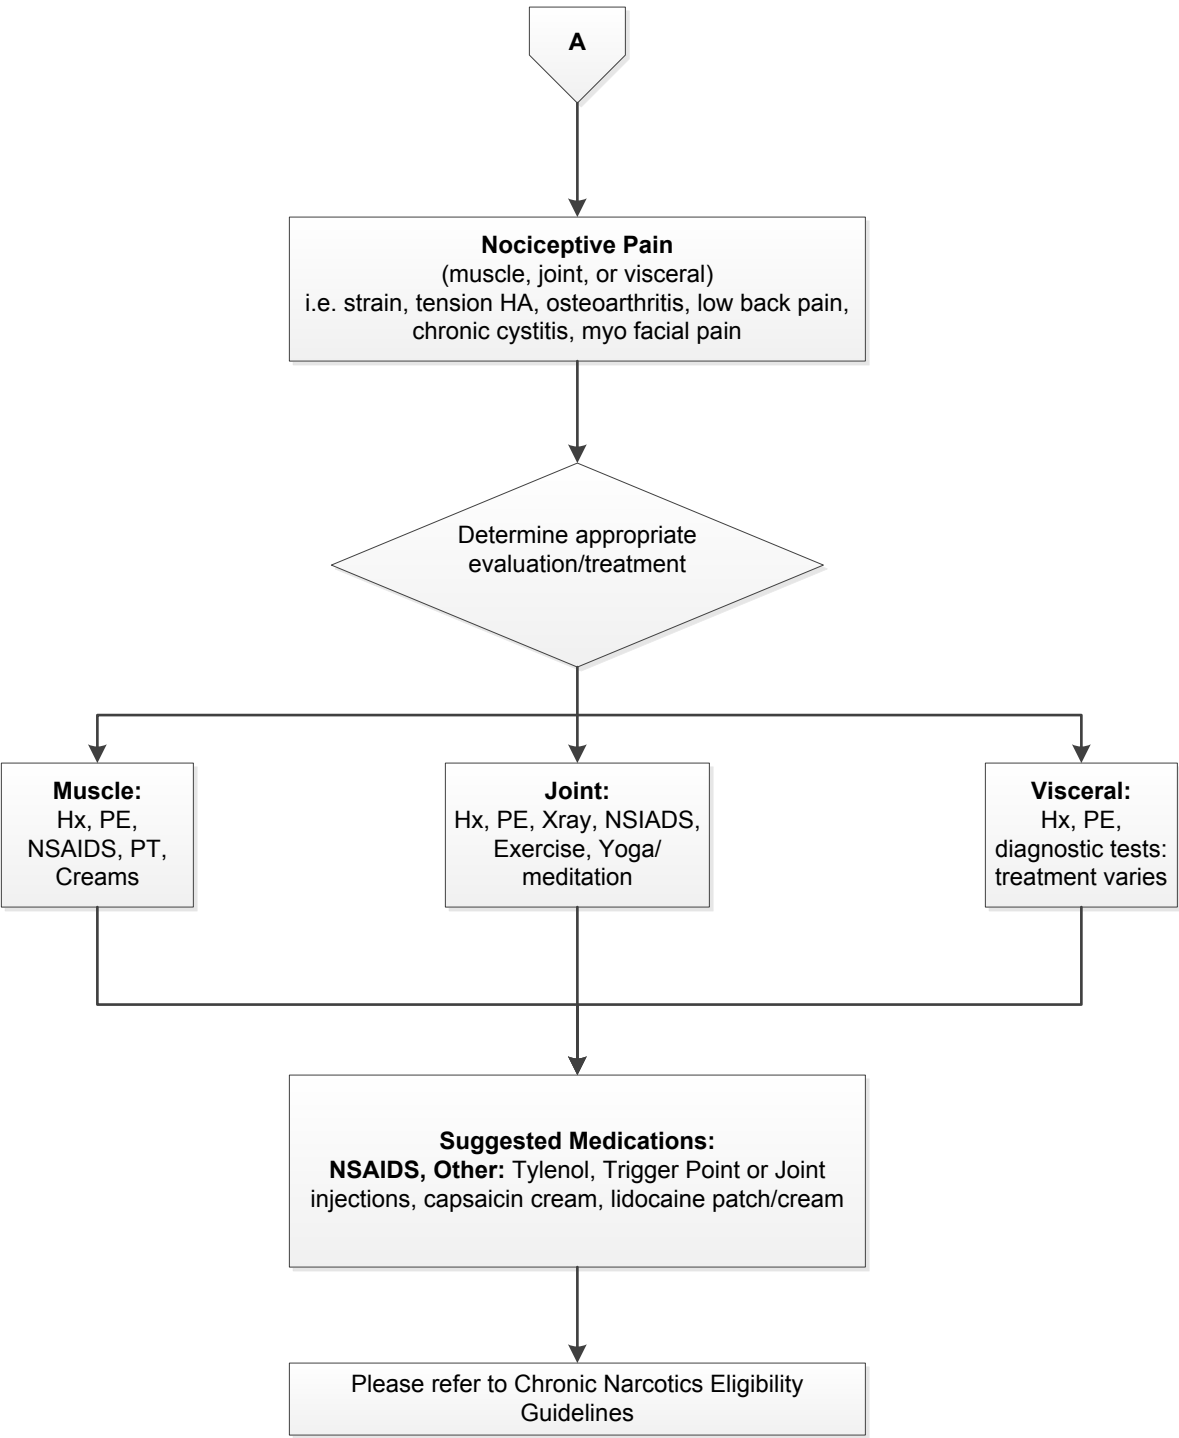 A
Nociceptive Pain
(muscle, joint, or visceral)
i.e. strain, tension HA, osteoarthritis, low back pain,
chronic cystitis, myo facial pain
Determine appropriate
evaluation/treatment
Muscle:
Hx, PE,
NSAIDS, PT,
Creams
Joint:
Hx, PE, Xray, NSIADS,
Exercise, Yoga/
meditation
Visceral:
Hx, PE,
diagnostic tests:
treatment varies
Suggested Medications:
NSAIDS, Other: Tylenol, Trigger Point or Joint
injections, capsaicin cream, lidocaine patch/cream
Please refer to Chronic Narcotics Eligibility
Guidelines